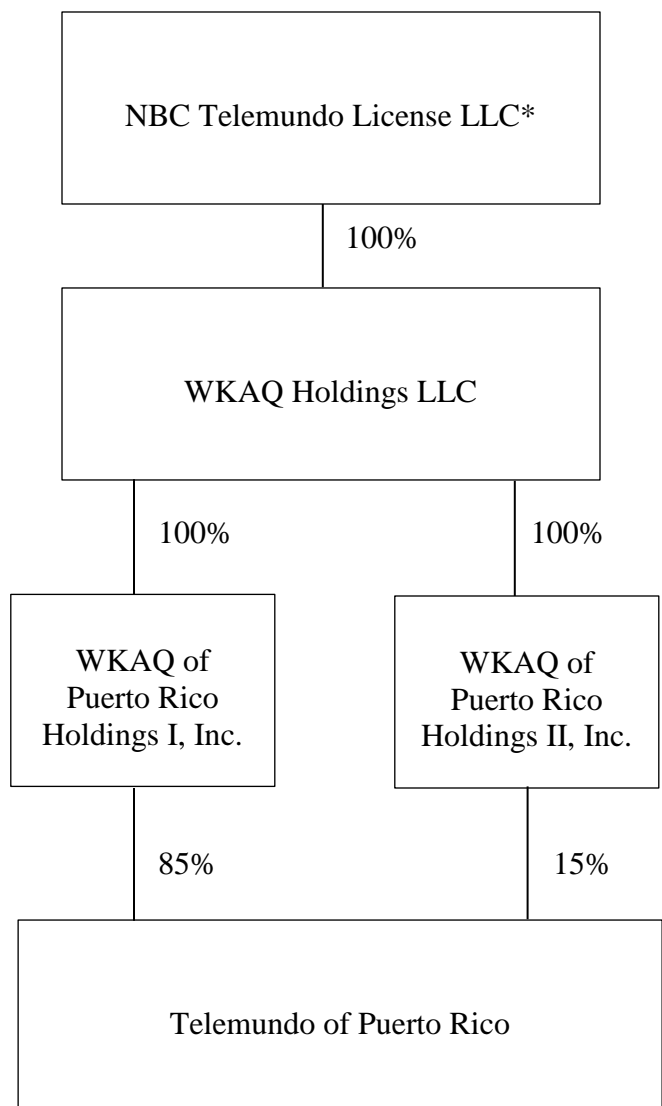 NBC Telemundo License LLC*
100%
WKAQ Holdings LLC
100%
100%
WKAQ of
Puerto Rico
Holdings I, Inc.
WKAQ of
Puerto Rico
Holdings II, Inc.
85%
15%
Telemundo of Puerto Rico